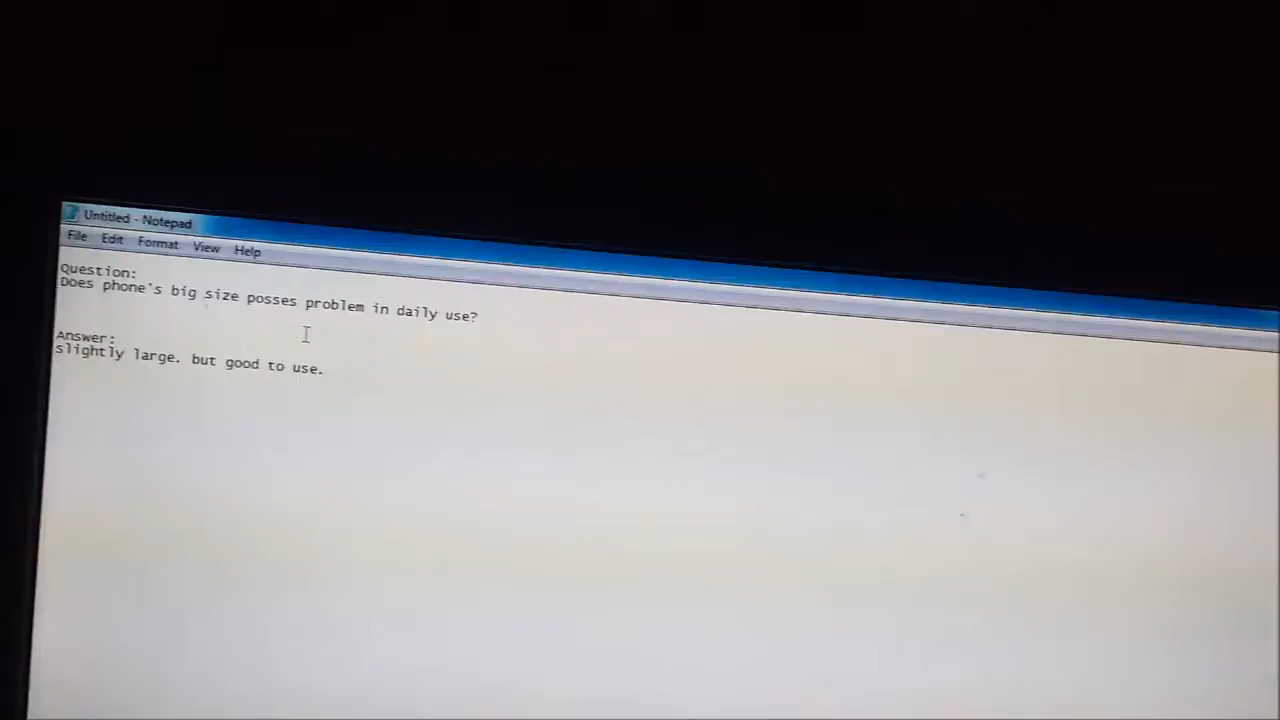 Untitled - Notepad
File Edit Format View Help
Question:
Does phone's big size posses problem in daily use?
Answer:
slightly large. but good to use.